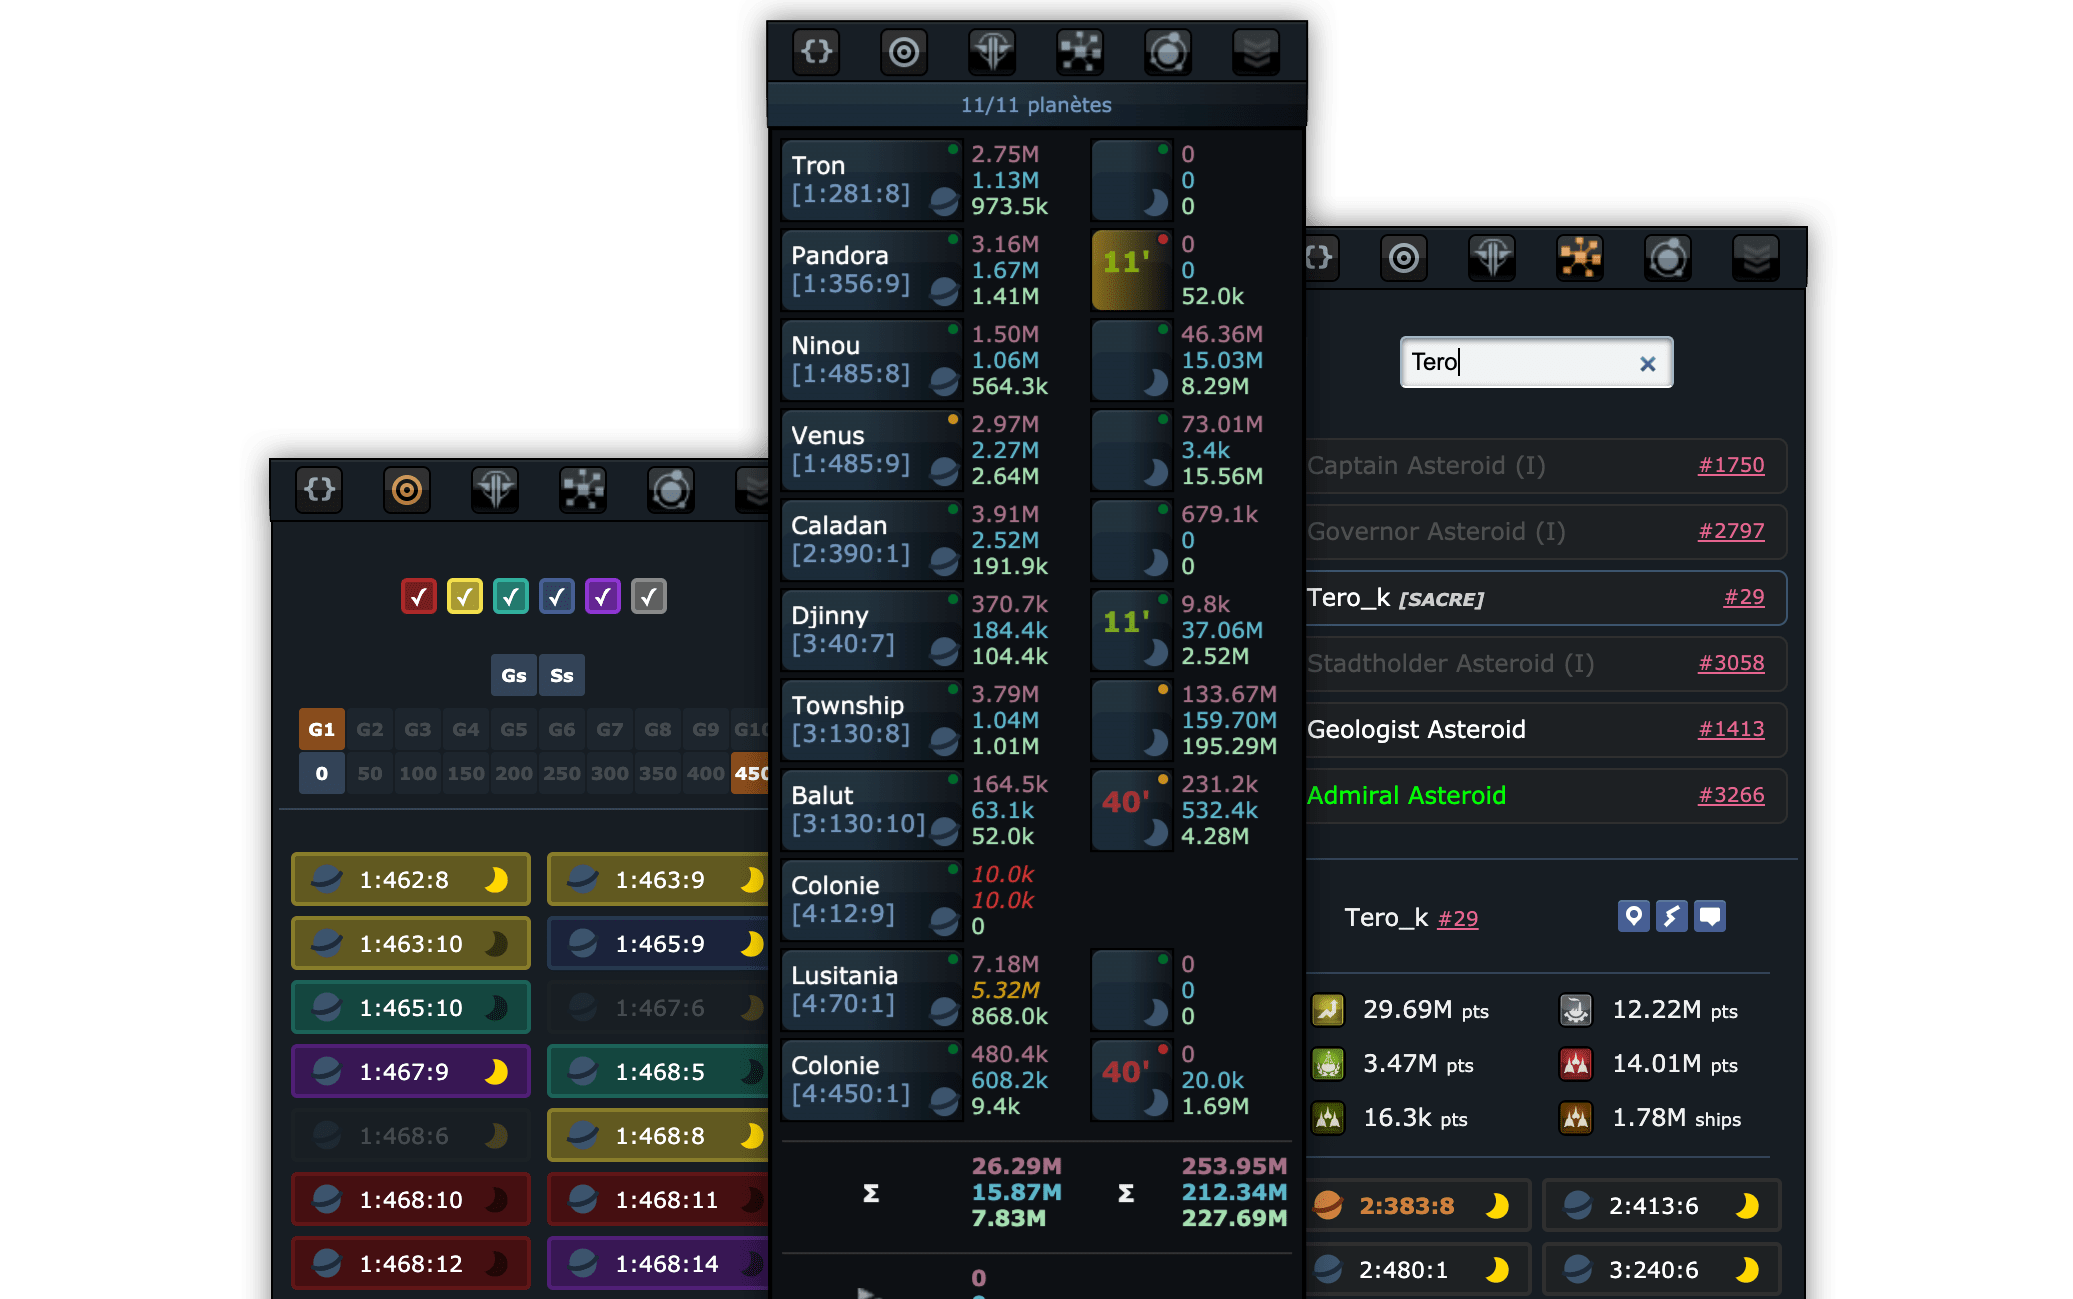 11/11 planètes
Tron
[1:281:8]
2.75M
1.13M
973.5k
0
0
0
Pandora
[1:356:9]
3.16M
1.67M
1.41M
11'
0
0
52.0k
Ninou
[1:485:8]
1.50M
1.06M
564.3k
46.36M
15.03M
8.29M
Venus
[1:485:9]
2.97M
2.27M
2.64M
73.01M
3.4k
15.56M
Caladan
[2:390:1]
3.91M
2.52M
191.9k
679.1k
0
0
Djinny
[3:40:7]
370.7k
184.4k
104.4k
11'
9.8k
37.06M
2.52M
Township
[3:130:8]
3.79M
1.04M
1.01M
133.67M
159.70M
195.29M
Balut
[3:130:10]
164.5k
63.1k
52.0k
40'
231.2k
532.4k
4.28M
Colonie
[4:12:9]
10.0k
10.0k
0
Lusitania
[4:70:1]
7.18M
5.32M
868.0k
0
0
0
Colonie
[4:450:1]
480.4k
608.2k
9.4k
40'
0
20.0k
1.69M
Σ
26.29M
15.87M
7.83M
Σ
253.95M
212.34M
227.69M
0
Gs Ss
G1 G2 G3 G4 G5 G6 G7 G8 G9 G10
0 50 100 150 200 250 300 350 400 450
1:462:8 1:463:9
1:463:10 1:465:9
1:465:10 1:467:6
1:467:9 1:468:5
1:468:6 1:468:8
1:468:10 1:468:11
1:468:12 1:468:14
Tero
Captain Asteroid (I) #1750
Governor Asteroid (I) #2797
Tero_k [SACRE] #29
Stadtholder Asteroid (I) #3058
Geologist Asteroid #1413
Admiral Asteroid #3266
Tero_k #29
29.69M pts 12.22M pts
3.47M pts 14.01M pts
16.3k pts 1.78M ships
2:383:8 2:413:6
2:480:1 3:240:6